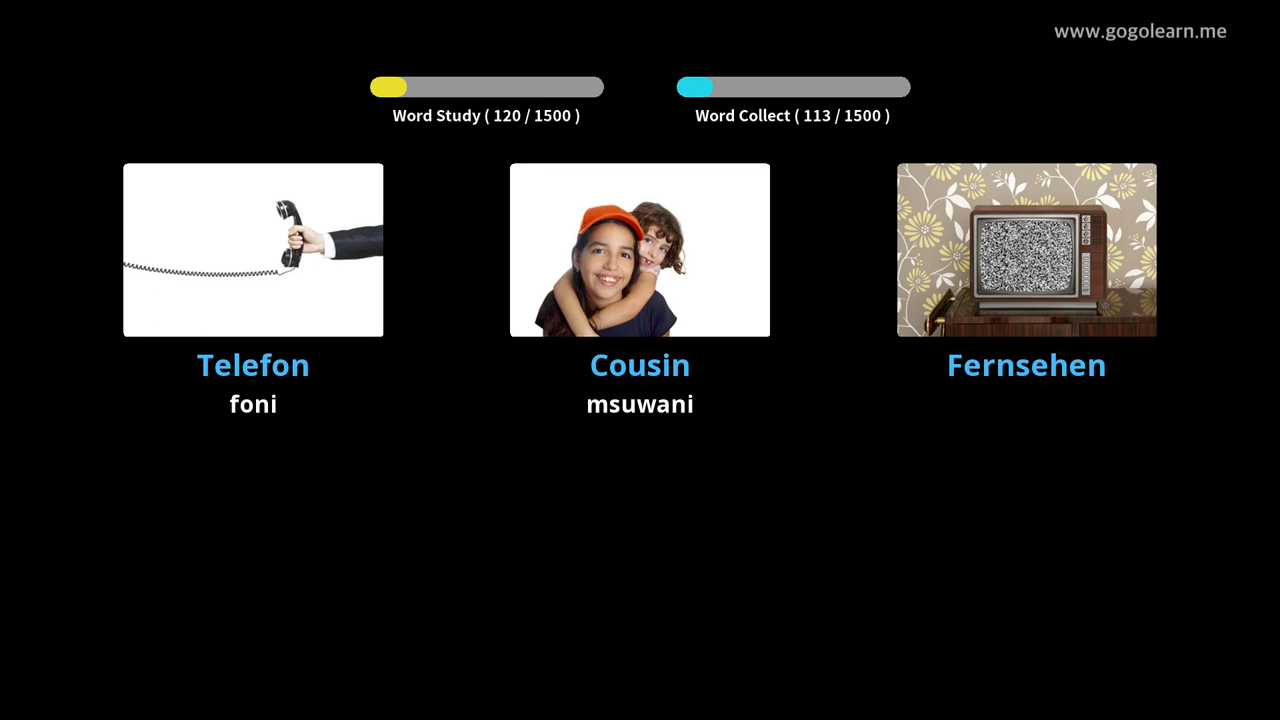 www.gogolearn.me
Word Study ( 120 / 1500 )
Word Collect ( 113 / 1500 )
Telefon
foni
Cousin
msuwani
Fernsehen